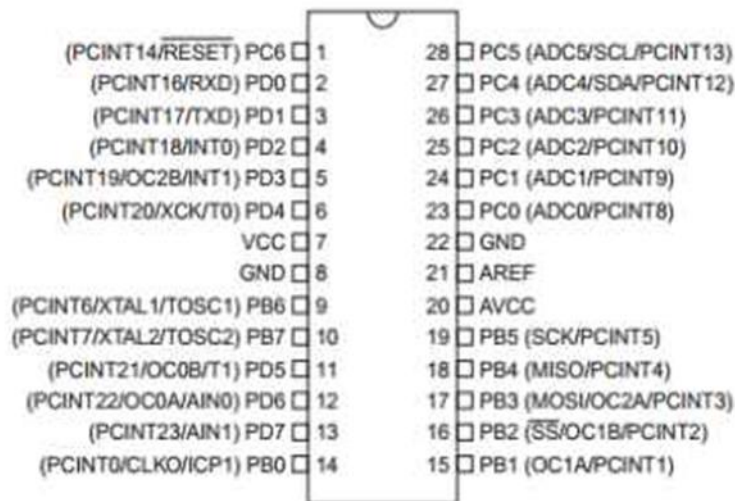 (PCINT14/RESET) PC6 1 28 PC5 (ADC5/SCL/PCINT13)
(PCINT16/RXD) PD0 2 27 PC4 (ADC4/SDA/PCINT12)
(PCINT17/TXD) PD1 3 26 PC3 (ADC3/PCINT11)
(PCINT18/INT0) PD2 4 25 PC2 (ADC2/PCINT10)
(PCINT19/OC2B/INT1) PD3 5 24 PC1 (ADC1/PCINT9)
(PCINT20/XCK/T0) PD4 6 23 PC0 (ADC0/PCINT8)
VCC 7 22 GND
GND 8 21 AREF
(PCINT6/XTAL1/TOSC1) PB6 9 20 AVCC
(PCINT7/XTAL2/TOSC2) PB7 10 19 PB5 (SCK/PCINT5)
(PCINT21/OC0B/T1) PD5 11 18 PB4 (MISO/PCINT4)
(PCINT22/OC0A/AIN0) PD6 12 17 PB3 (MOSI/OC2A/PCINT3)
(PCINT23/AIN1) PD7 13 16 PB2 (SS/OC1B/PCINT2)
(PCINT0/CLKO/ICP1) PB0 14 15 PB1 (OC1A/PCINT1)